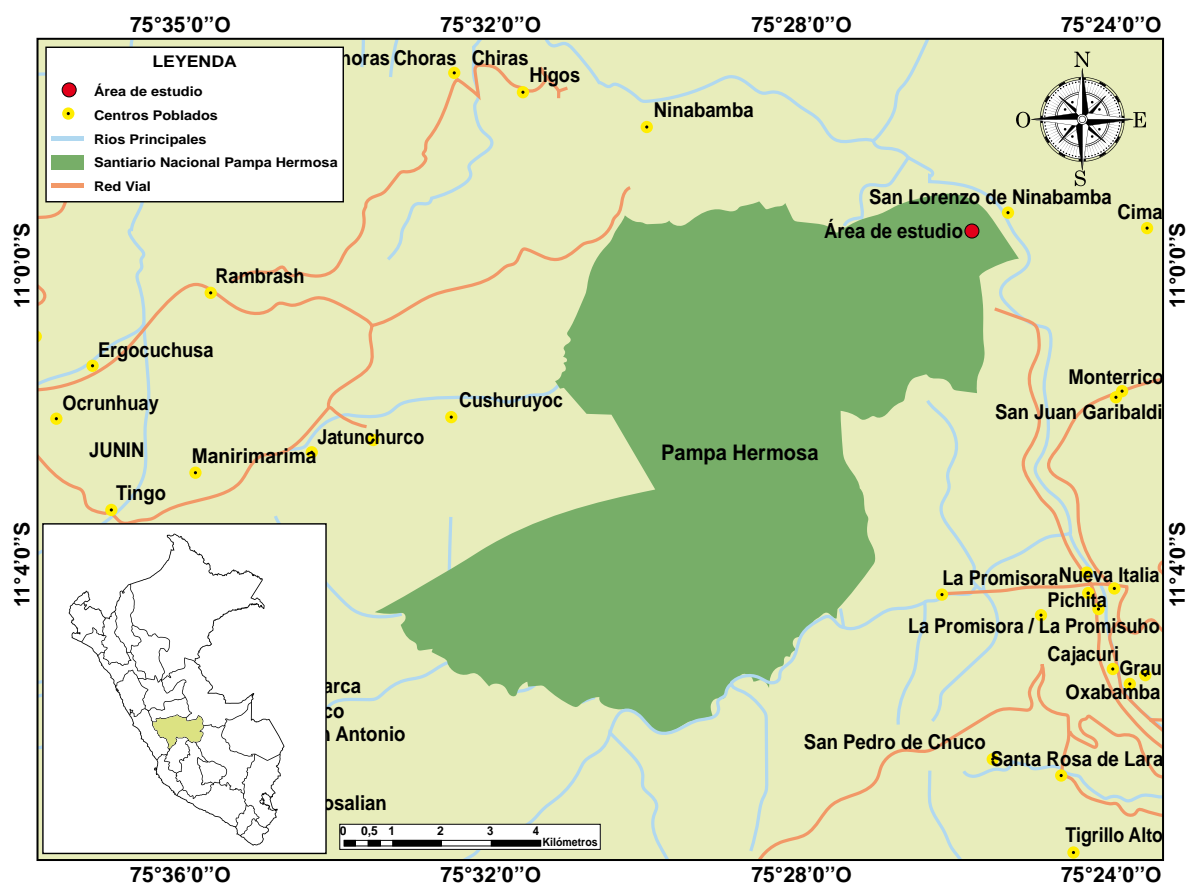 75°35'0''O 75°32'0''O 75°28'0''O 75°24'0''O
LEYENDA
Área de estudio
Centros Poblados
Rios Principales
Santiario Nacional Pampa Hermosa
Red Vial
horas Choras Chiras
Higos
Ninabamba
N
O E
S
San Lorenzo de Ninabamba
Cima
Área de estudio
11°0'0''S 11°0'0''S
Rambrash
Ergocuchusa
Ocrunhuay
Cushuruyoc
Monterrico
San Juan Garibaldi
JUNIN
Manirimarima
Jatunchurco
Pampa Hermosa
Tingo
11°4'0''S 11°4'0''S
La Promisora
Nueva Italia
Pichita
La Promisora / La Promisuho
Cajacuri
Grau
Oxabamba
arca
co
n Antonio
San Pedro de Chuco
Santa Rosa de Lara
osalian
0 0,5 1 2 3 4
Kilómetros
Tigrillo Alto
75°36'0''O 75°32'0''O 75°28'0''O 75°24'0''O